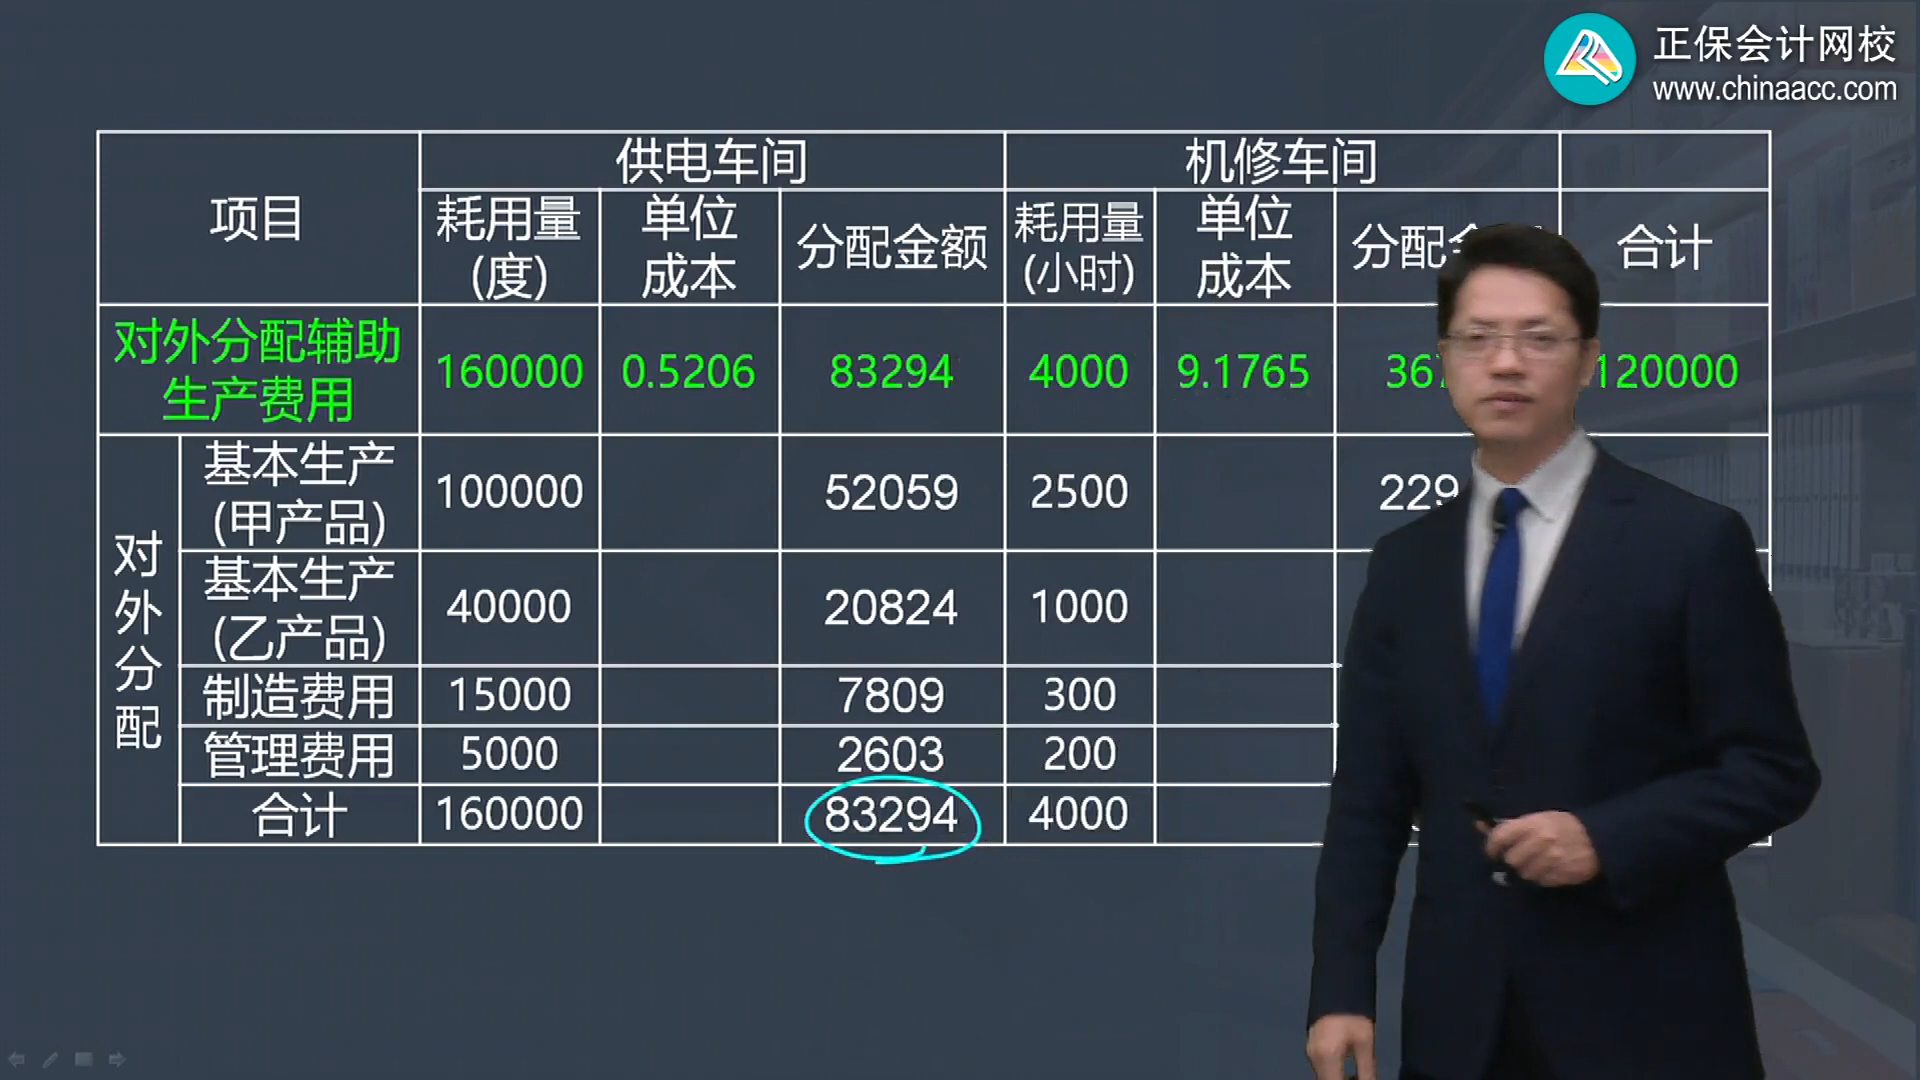 正保会计网校
www.chinaacc.com
项目 供电车间 机修车间
耗用量(度) 单位成本 分配金额 耗用量(小时) 单位成本 合计
对外分配辅助生产费用 160000 0.5206 83294 4000 9.1765 120000
对外分配
基本生产(甲产品) 100000 52059 2500
基本生产(乙产品) 40000 20824 1000
制造费用 15000 7809 300
管理费用 5000 2603 200
合计 160000 83294 4000